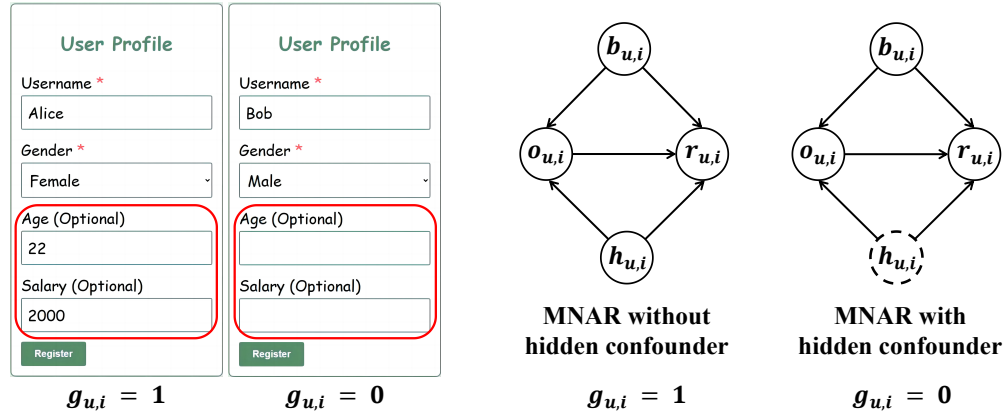 User Profile
Username *
Alice
Gender *
Female
Age (Optional)
22
Salary (Optional)
2000
Register
g_{u,i} = 1
User Profile
Username *
Bob
Gender *
Male
Age (Optional)
Salary (Optional)
Register
g_{u,i} = 0
b_{u,i}
o_{u,i}
r_{u,i}
h_{u,i}
MNAR without
hidden confounder
g_{u,i} = 1
b_{u,i}
o_{u,i}
r_{u,i}
h_{u,i}
MNAR with
hidden confounder
g_{u,i} = 0